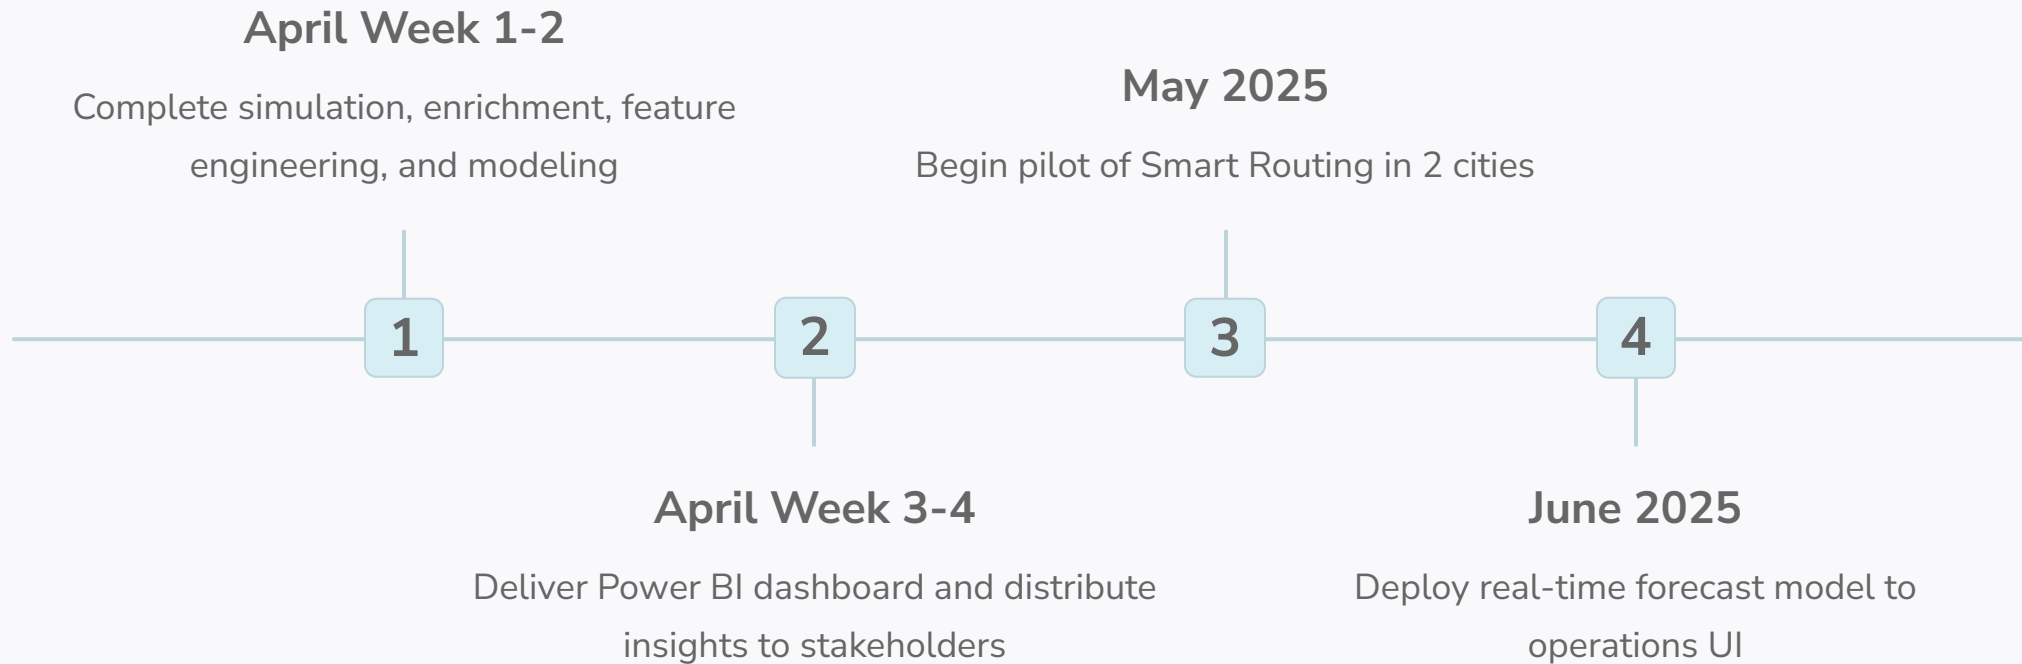 April Week 1-2
Complete simulation, enrichment, feature
engineering, and modeling
May 2025
Begin pilot of Smart Routing in 2 cities
1
2
3
4
April Week 3-4
Deliver Power BI dashboard and distribute
insights to stakeholders
June 2025
Deploy real-time forecast model to
operations UI